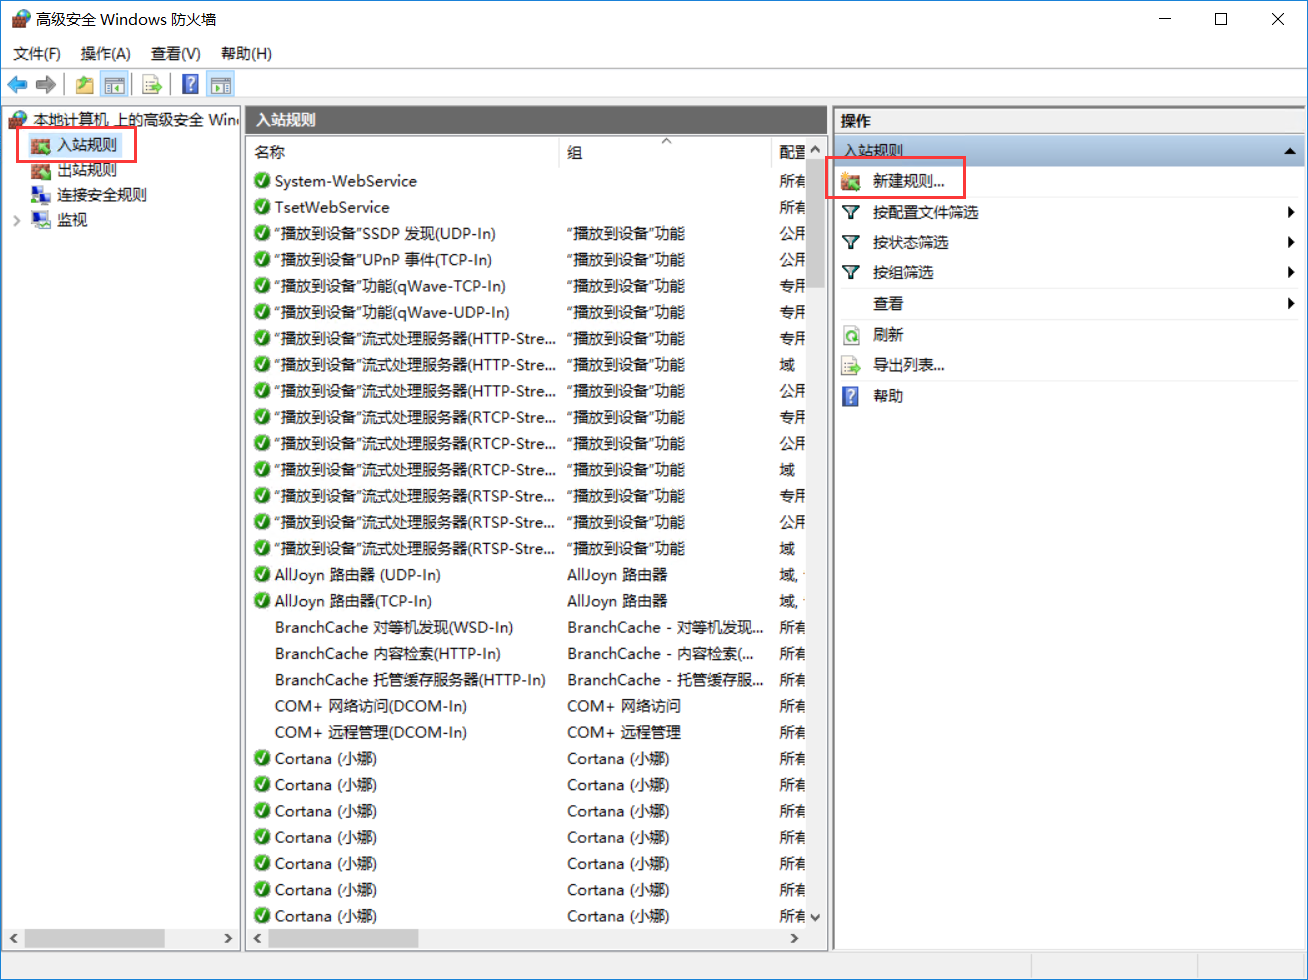 高级安全 Windows 防火墙
文件(F) 操作(A) 查看(V) 帮助(H)
本地计算机 上的高级安全 Wind
入站规则
出站规则
连接安全规则
监视
入站规则
名称 组 配置
System-WebService 所有
TsetWebService 所有
“播放到设备”SSDP 发现(UDP-In) “播放到设备”功能 公用
“播放到设备”UPnP 事件(TCP-In) “播放到设备”功能 公用
“播放到设备”功能(qWave-TCP-In) “播放到设备”功能 专用
“播放到设备”功能(qWave-UDP-In) “播放到设备”功能 专用
“播放到设备”流式处理服务器(HTTP-Stre... “播放到设备”功能 专用
“播放到设备”流式处理服务器(HTTP-Stre... “播放到设备”功能 域
“播放到设备”流式处理服务器(HTTP-Stre... “播放到设备”功能 公用
“播放到设备”流式处理服务器(RTCP-Stre... “播放到设备”功能 专用
“播放到设备”流式处理服务器(RTCP-Stre... “播放到设备”功能 公用
“播放到设备”流式处理服务器(RTCP-Stre... “播放到设备”功能 域
“播放到设备”流式处理服务器(RTSP-Stre... “播放到设备”功能 专用
“播放到设备”流式处理服务器(RTSP-Stre... “播放到设备”功能 公用
“播放到设备”流式处理服务器(RTSP-Stre... “播放到设备”功能 域
AllJoyn 路由器 (UDP-In) AllJoyn 路由器 域,
AllJoyn 路由器(TCP-In) AllJoyn 路由器 域,
BranchCache 对等机发现(WSD-In) BranchCache - 对等机发现... 所有
BranchCache 内容检索(HTTP-In) BranchCache - 内容检索(... 所有
BranchCache 托管缓存服务器(HTTP-In) BranchCache - 托管缓存服... 所有
COM+ 网络访问(DCOM-In) COM+ 网络访问 所有
COM+ 远程管理(DCOM-In) COM+ 远程管理 所有
Cortana (小娜) Cortana (小娜) 所有
Cortana (小娜) Cortana (小娜) 所有
Cortana (小娜) Cortana (小娜) 所有
Cortana (小娜) Cortana (小娜) 所有
Cortana (小娜) Cortana (小娜) 所有
Cortana (小娜) Cortana (小娜) 所有
Cortana (小娜) Cortana (小娜) 所有
操作
入站规则
新建规则...
按配置文件筛选
按状态筛选
按组筛选
查看
刷新
导出列表...
帮助